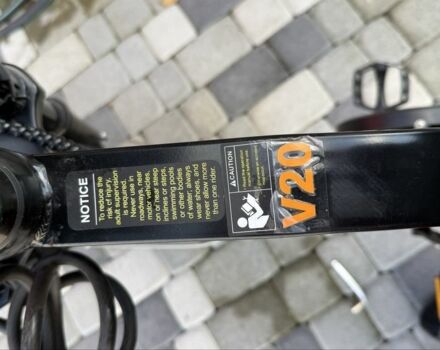 NOTICE
To reduce the
risk of injury,
adult supervision
is required.
Never use in
roadways, near
motor vehicles,
on or near steep
inclines or steps,
swimming pools
or other bodies
of water; always
wear shoes, and
never allow more
than one rider.
CAUTION
V20